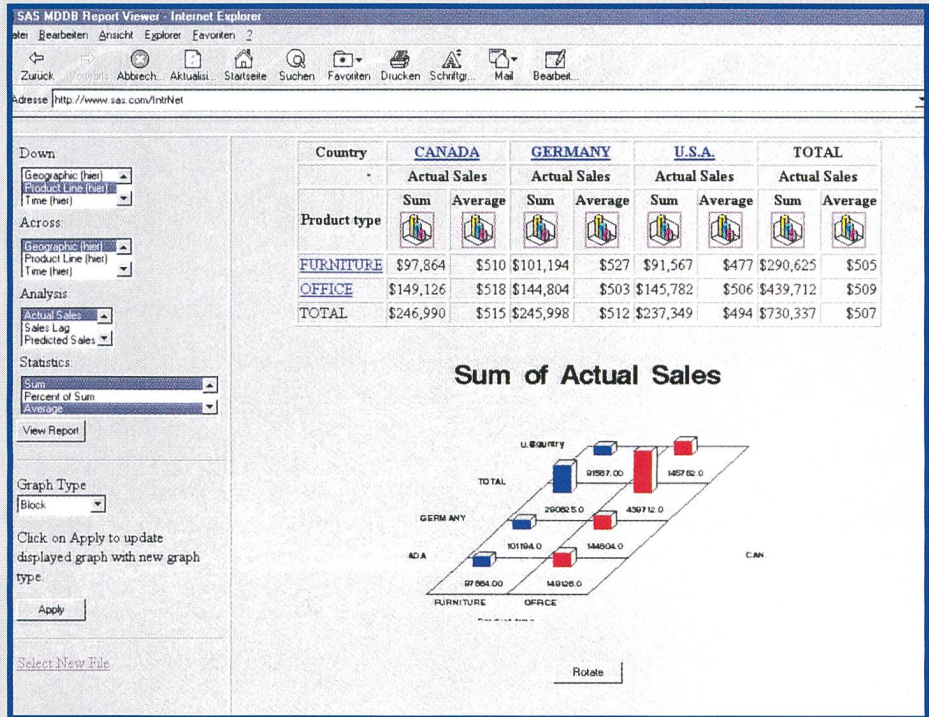 SAS MDDB Report Viewer - Internet Explorer
atei Bearbeiten Ansicht Explorer Favoriten ?
Zurück Vorwärts Abbrech... Aktualisi... Startseite Suchen Favoriten Drucken Schriftgr... Mail Bearbeit...
Adresse http://www.sas.com/IntrNet
Down:
Geographic (hier)
Product Line (hier)
Time (hier)
Across:
Geographic (hier)
Product Line (hier)
Time (hier)
Analysis:
Actual Sales
Sales Lag
Predicted Sales
Statistics:
Sum
Percent of Sum
Average
View Report
Graph Type
Block
Click on Apply to update
displayed graph with new graph
type.
Apply
Select New File
Country CANADA GERMANY U.S.A. TOTAL
Actual Sales Actual Sales Actual Sales Actual Sales
Product type Sum Average Sum Average Sum Average Sum Average
FURNITURE $97,864 $510 $101,194 $527 $91,567 $477 $290,625 $505
OFFICE $149,126 $518 $144,804 $503 $145,782 $506 $439,712 $509
TOTAL $246,990 $515 $245,998 $512 $237,349 $494 $730,337 $507
Sum of Actual Sales
U.Country
91567.00 145782.0
TOTAL
290625.0 439712.0
GERMANY
101194.0 144804.0
ADA CAN
97864.00 149126.0
FURNITURE OFFICE
Rotate